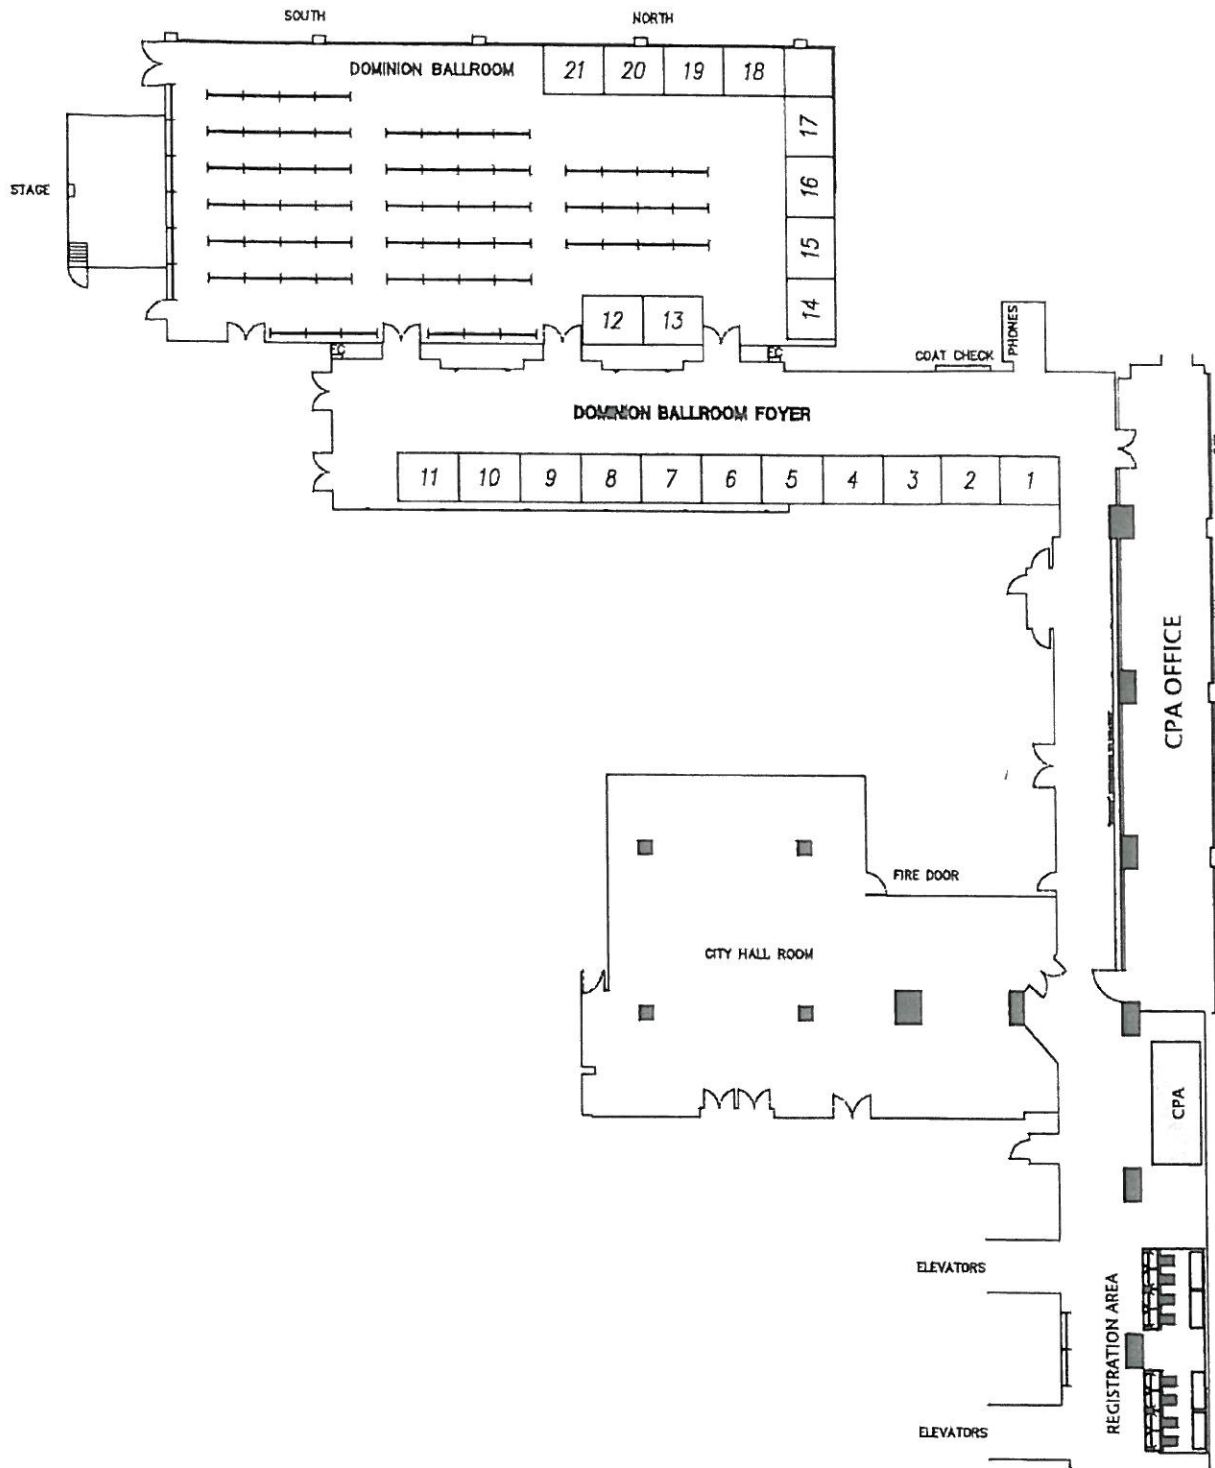 SOUTH
NORTH
DOMINION BALLROOM
21
20
19
18
17
16
15
14
STAGE
12
13
EC
EC
COAT CHECK
PHONES
DOMINION BALLROOM FOYER
11
10
9
8
7
6
5
4
3
2
1
CPA OFFICE
FIRE DOOR
CITY HALL ROOM
CPA
ELEVATORS
REGISTRATION AREA
ELEVATORS